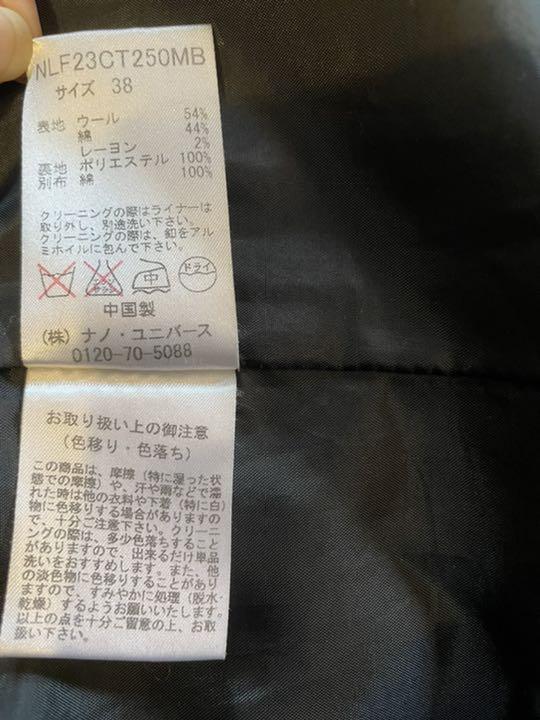 NLF23CT250MB
サイズ 38
表地 ウール 54%
綿 44%
レーヨン 2%
裏地 ポリエステル 100%
別布 綿 100%
クリーニングの際はライナーは
取り外し、別途洗い下さい。
クリーニングの際は、釦をアル
ミホイルに包んで下さい。
中 ドライ
中国製
(株) ナノ・ユニバース
0120-70-5088
お取り扱い上の御注意
(色移り・色落ち)
この商品は、摩擦(特に湿った状
態での摩擦)や、汗や雨などで濡
れた時は他の衣料や下着(特に白)
物に色移りする場合がありますの
で、十分ご注意下さい。クリーニ
ングの際は、多少色落ちすること
がありますので、出来るだけ単品
洗いをおすすめします。また、他
の淡色物に色移りすることがあり
ますので、すみやかに処理(脱水・
乾燥)するようお願いいたします。
以上の点を十分ご留意の上、お取
扱い下さい。